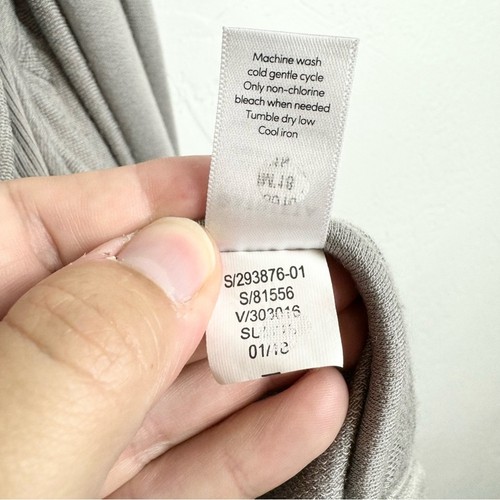 Machine wash
cold gentle cycle
Only non-chlorine
bleach when needed
Tumble dry low
Cool iron
S/293876-01
S/81556
V/303016
01/18